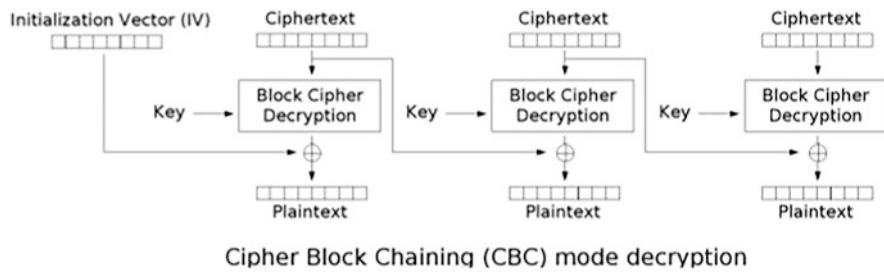 Initialization Vector (IV)
Ciphertext
Ciphertext
Ciphertext
Key
Block Cipher
Decryption
Key
Block Cipher
Decryption
Key
Block Cipher
Decryption
Plaintext
Plaintext
Plaintext
Cipher Block Chaining (CBC) mode decryption